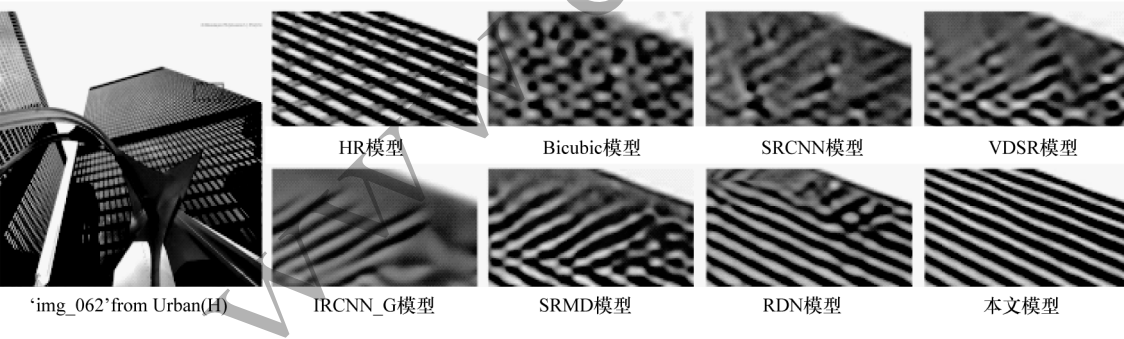 HR模型
Bicubic模型
SRCNN模型
VDSR模型
‘img_062’from Urban(H)
IRCNN_G模型
SRMD模型
RDN模型
本文模型